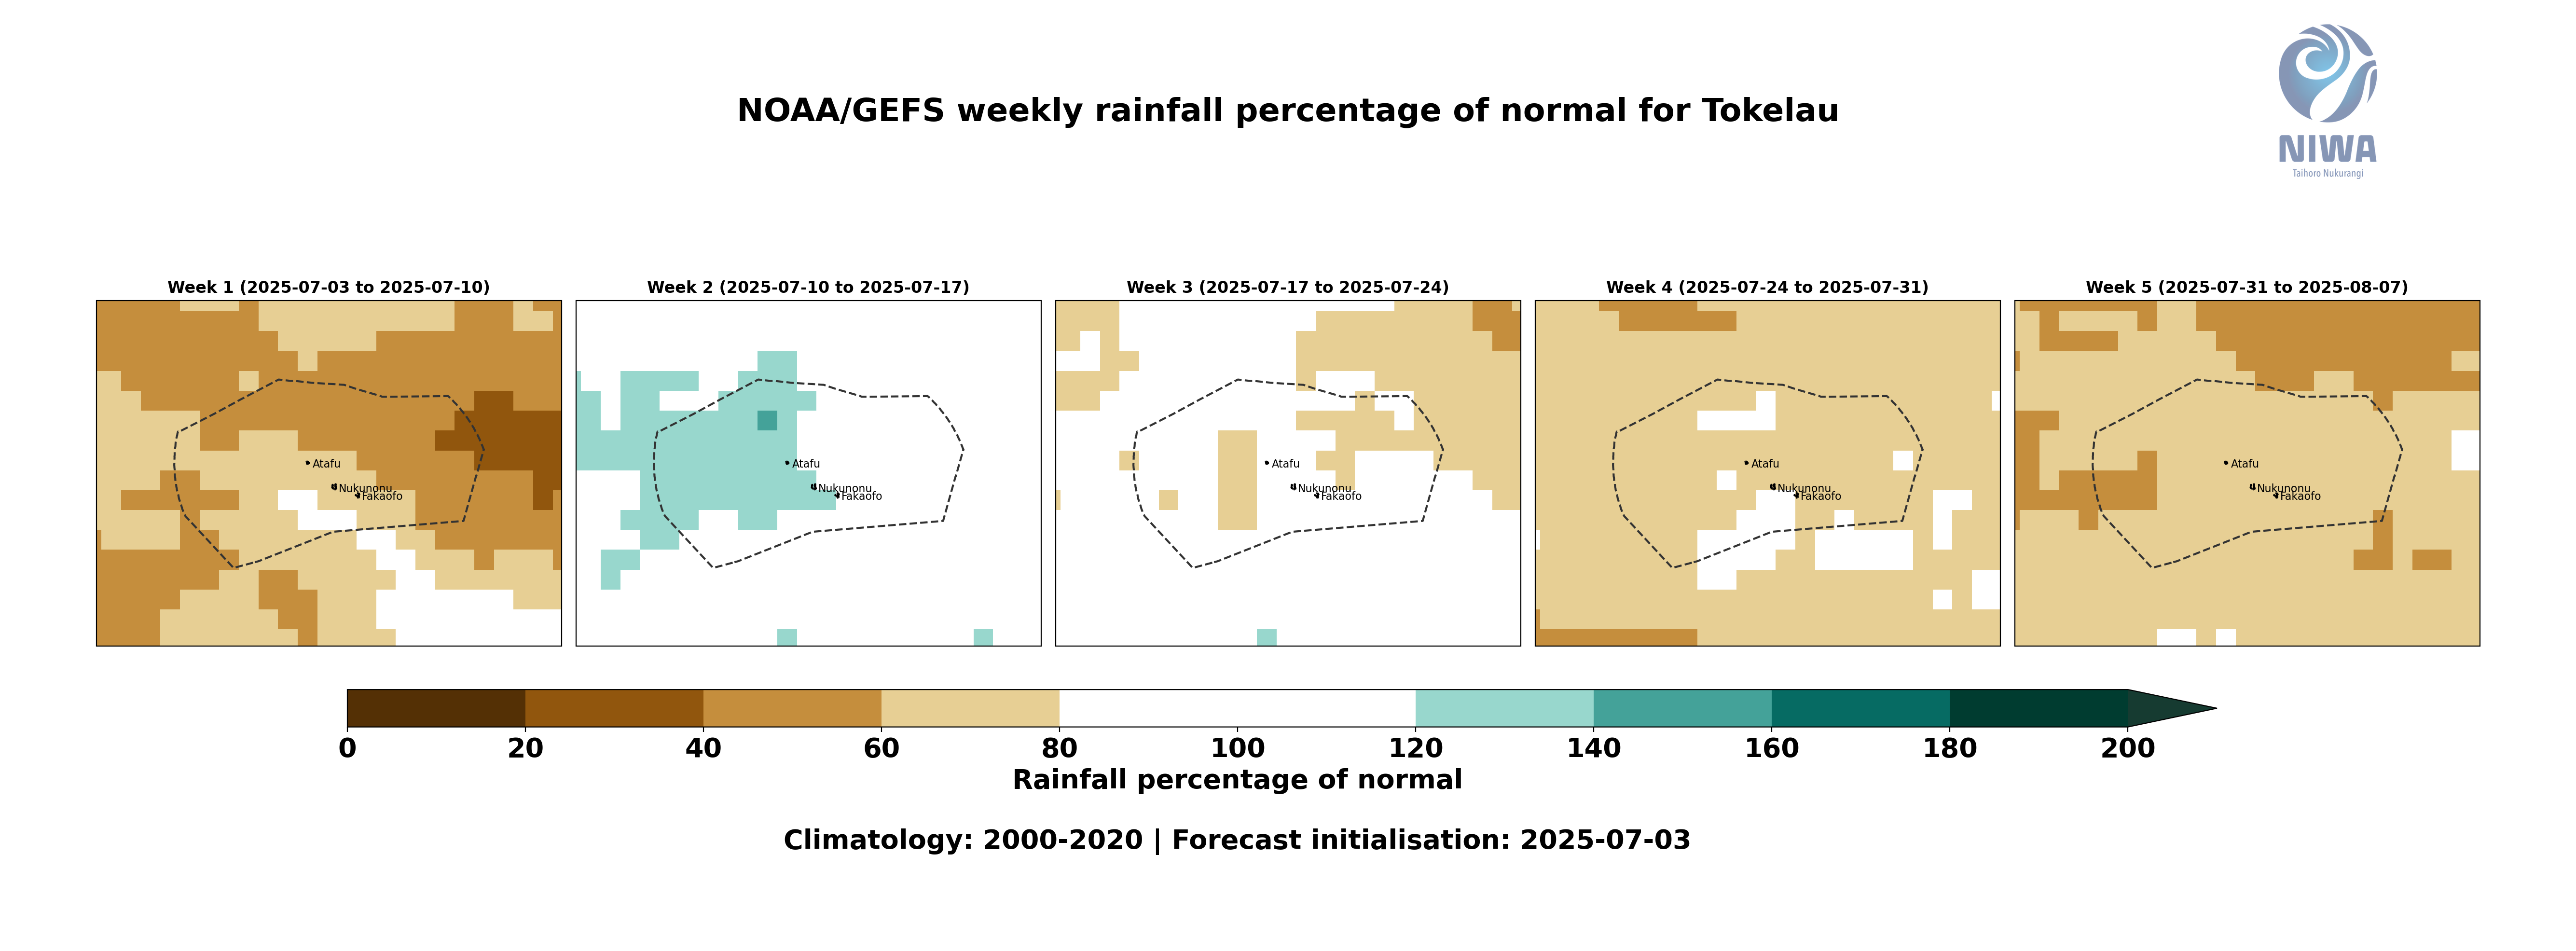 NOAA/GEFS weekly rainfall percentage of normal for Tokelau
NIWA
Taihoro Nukurangi
Week 1 (2025-07-03 to 2025-07-10)
Week 2 (2025-07-10 to 2025-07-17)
Week 3 (2025-07-17 to 2025-07-24)
Week 4 (2025-07-24 to 2025-07-31)
Week 5 (2025-07-31 to 2025-08-07)
Atafu
Nukunonu
Fakaofo
Atafu
Nukunonu
Fakaofo
Atafu
Nukunonu
Fakaofo
Atafu
Nukunonu
Fakaofo
Atafu
Nukunonu
Fakaofo
0 20 40 60 80 100 120 140 160 180 200
Rainfall percentage of normal
Climatology: 2000-2020 | Forecast initialisation: 2025-07-03